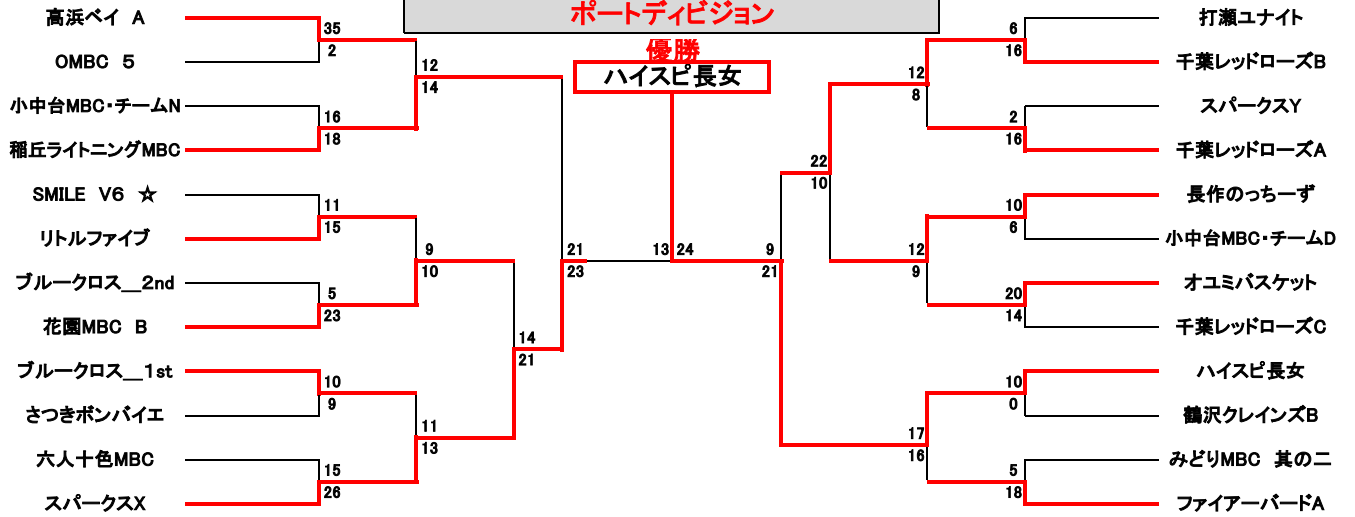 ポートディビジョン
優勝
ハイスピ長女
高浜ベイ A
35
2
OMBC 5
12
14
小中台MBC・チームN
16
18
稲丘ライトニングMBC
SMILE V6 ☆
11
15
リトルファイブ
9
10
ブルークロス__2nd
5
23
花園MBC B
14
21
ブルークロス__1st
10
9
さつきボンバイエ
11
13
六人十色MBC
15
26
スパークスX
21
23
13 24
打瀬ユナイト
6
16
千葉レッドローズB
12
8
スパークスY
2
16
千葉レッドローズA
22
10
長作のっちーず
10
6
小中台MBC・チームD
12
9
オユミバスケット
20
14
千葉レッドローズC
9
21
ハイスピ長女
10
0
鶴沢クレインズB
17
16
みどりMBC 其の二
5
18
ファイアーバードA